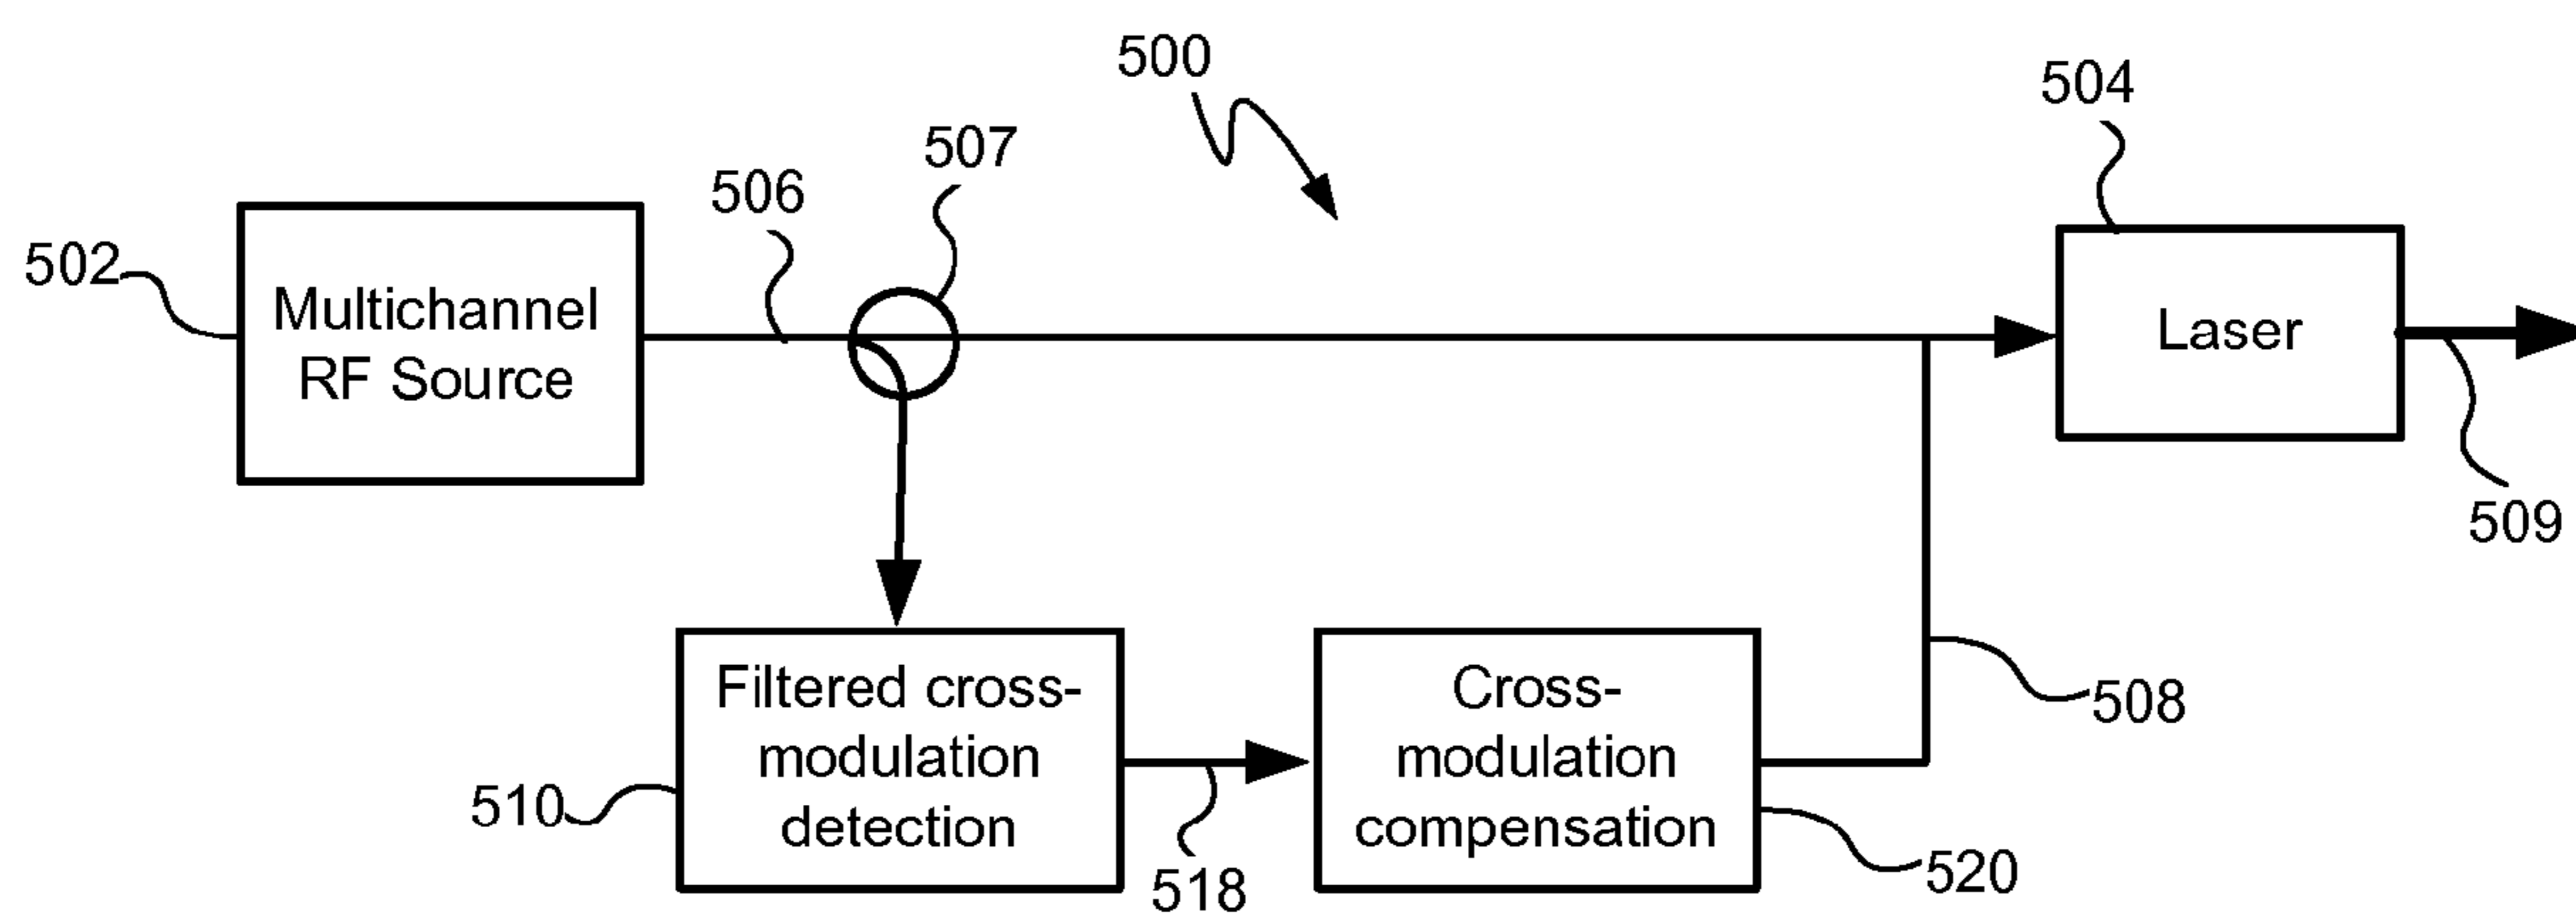 500
504
507
506
502
Multichannel
RF Source
Laser
509
Filtered cross-
modulation
detection
Cross-
modulation
compensation
508
510
518
520